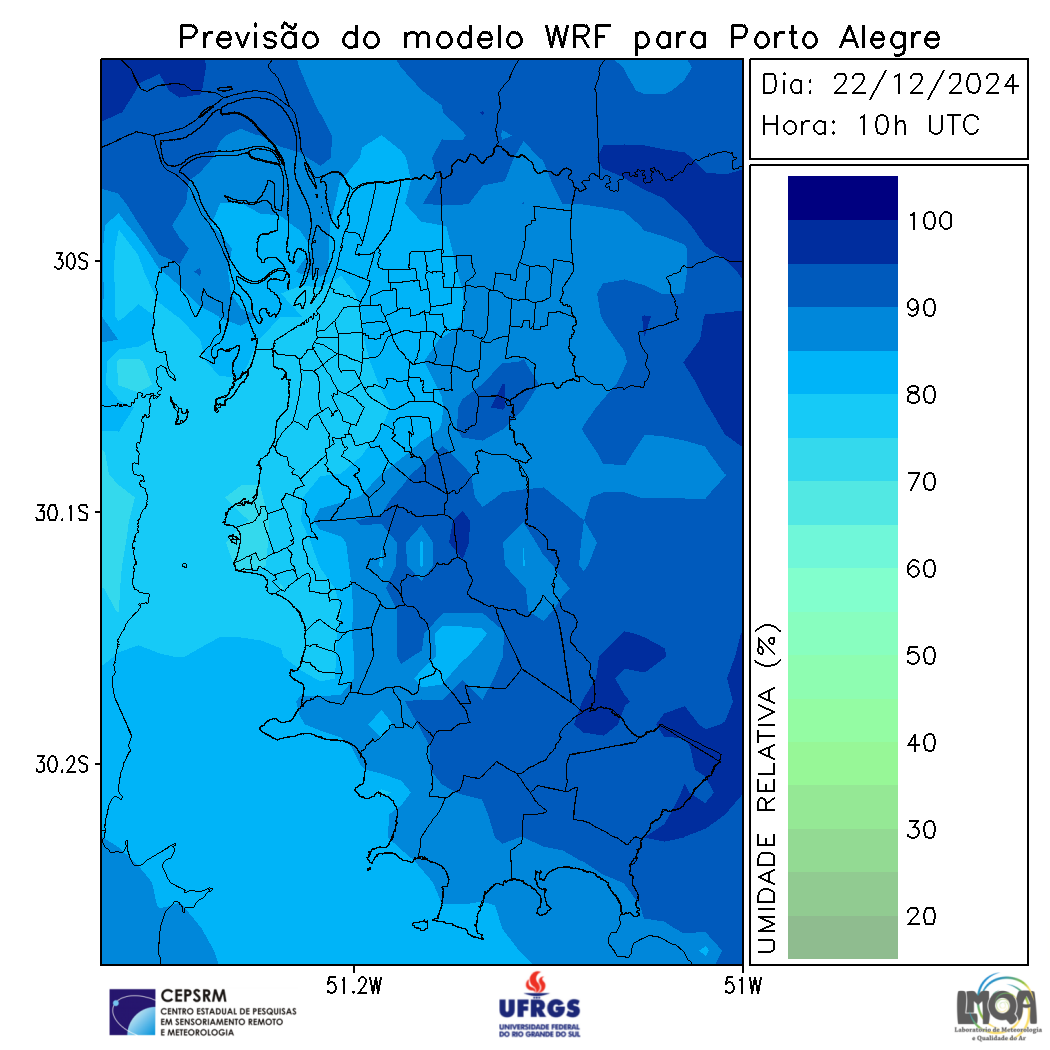 Previsão do modelo WRF para Porto Alegre
Dia: 22/12/2024
Hora: 10h UTC
30S
30.1S
30.2S
51.2W
51W
UMIDADE RELATIVA (%)
100
90
80
70
60
50
40
30
20
CEPSRM
CENTRO ESTADUAL DE PESQUISAS
EM SENSORIAMENTO REMOTO
E METEOROLOGIA
UFRGS
UNIVERSIDADE FEDERAL
DO RIO GRANDE DO SUL
LMQA
Laboratório de Meteorologia
e Qualidade do Ar